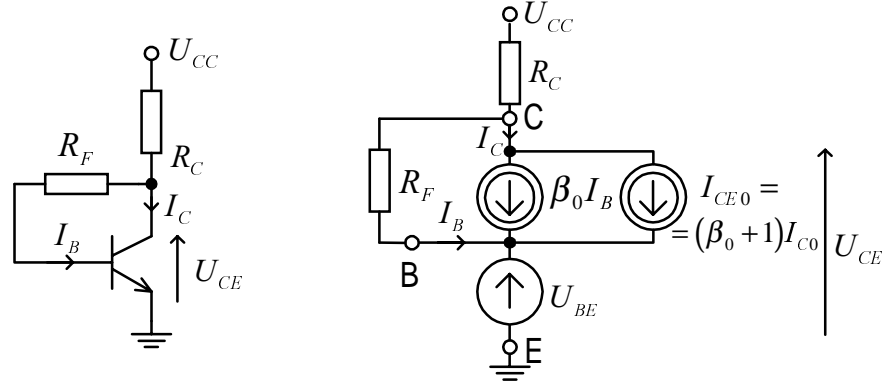 U_CC
R_F
R_C
I_C
I_B
U_CE
U_CC
R_C
C
I_C
R_F
β_0 I_B
I_CE0 =
= (β_0 + 1)I_C0
I_B
U_CE
B
U_BE
E